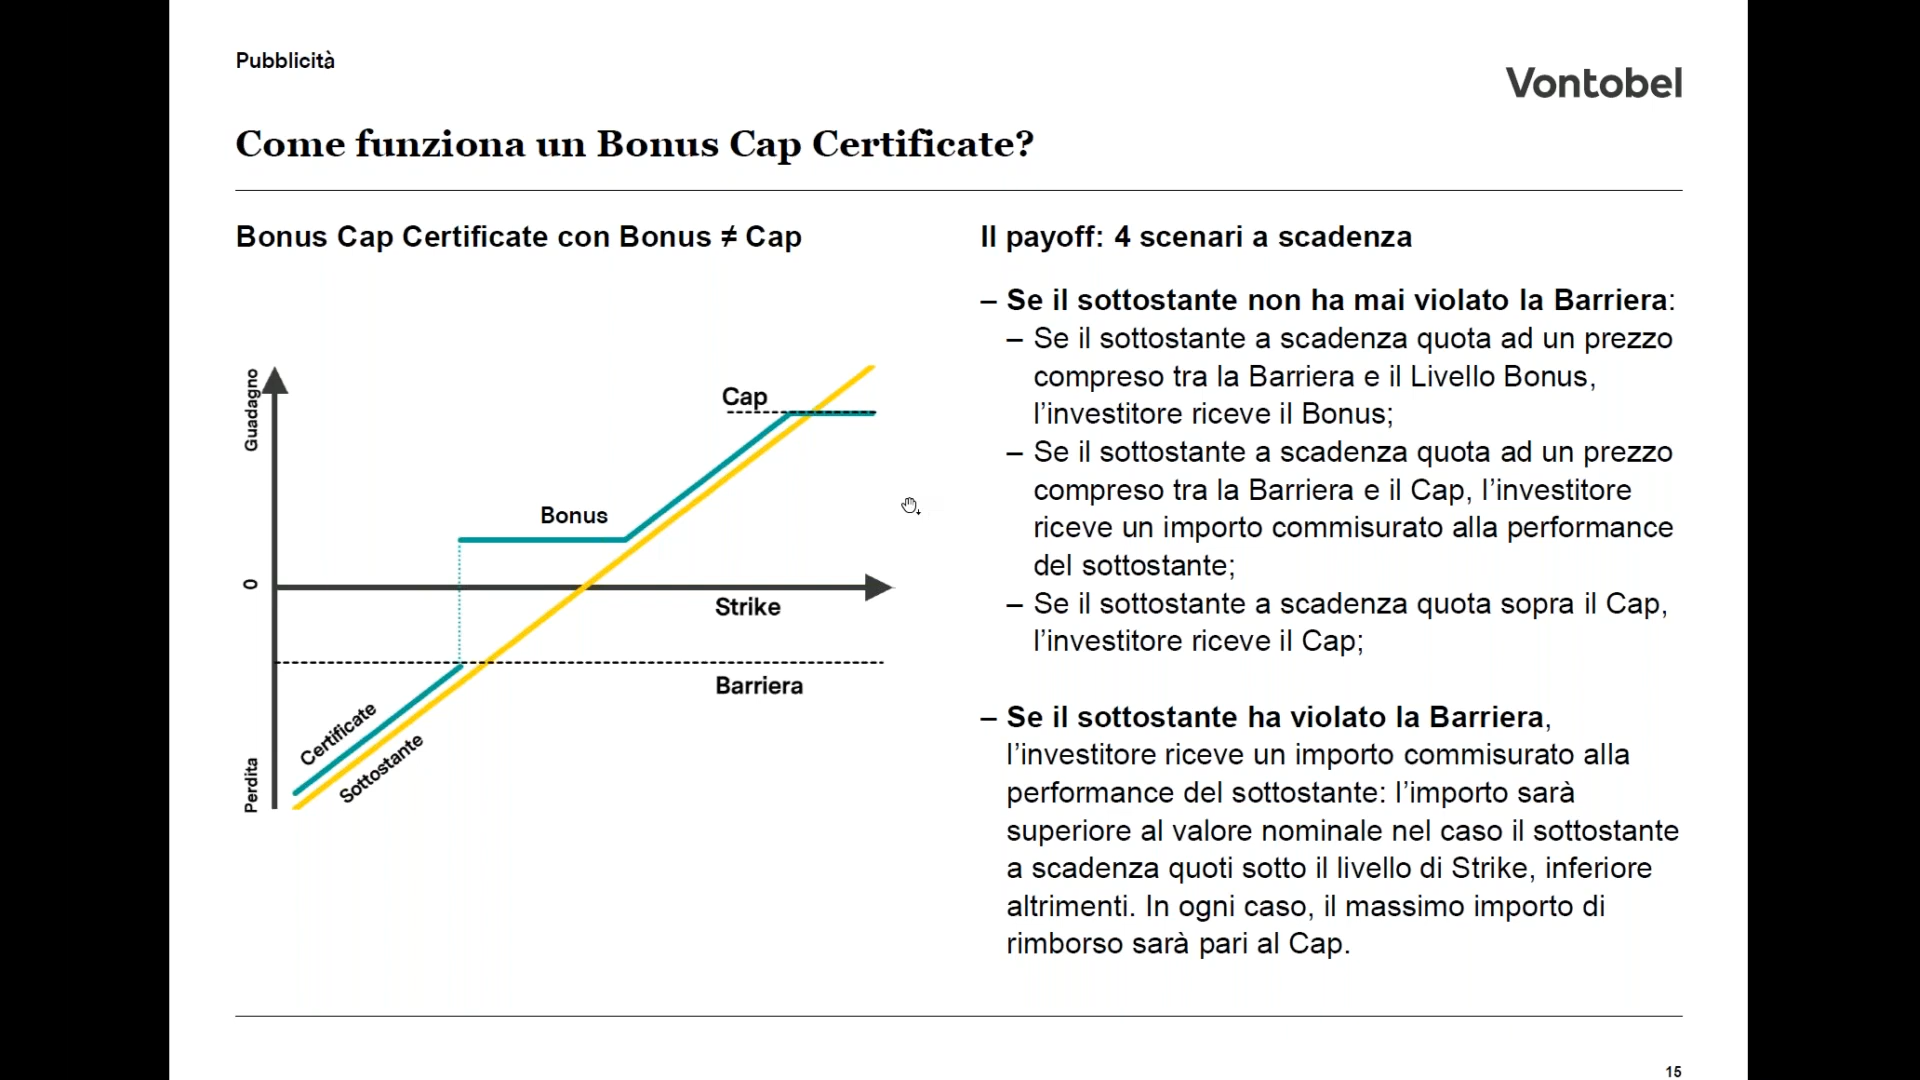 Pubblicità
Vontobel
Come funziona un Bonus Cap Certificate?
Bonus Cap Certificate con Bonus ≠ Cap
Guadagno
0
Perdita
Cap
Bonus
Strike
Barriera
Certificate
Sottostante
Il payoff: 4 scenari a scadenza
– Se il sottostante non ha mai violato la Barriera:
– Se il sottostante a scadenza quota ad un prezzo
compreso tra la Barriera e il Livello Bonus,
l’investitore riceve il Bonus;
– Se il sottostante a scadenza quota ad un prezzo
compreso tra la Barriera e il Cap, l’investitore
riceve un importo commisurato alla performance
del sottostante;
– Se il sottostante a scadenza quota sopra il Cap,
l’investitore riceve il Cap;
– Se il sottostante ha violato la Barriera,
l’investitore riceve un importo commisurato alla
performance del sottostante: l’importo sarà
superiore al valore nominale nel caso il sottostante
a scadenza quoti sotto il livello di Strike, inferiore
altrimenti. In ogni caso, il massimo importo di
rimborso sarà pari al Cap.
15